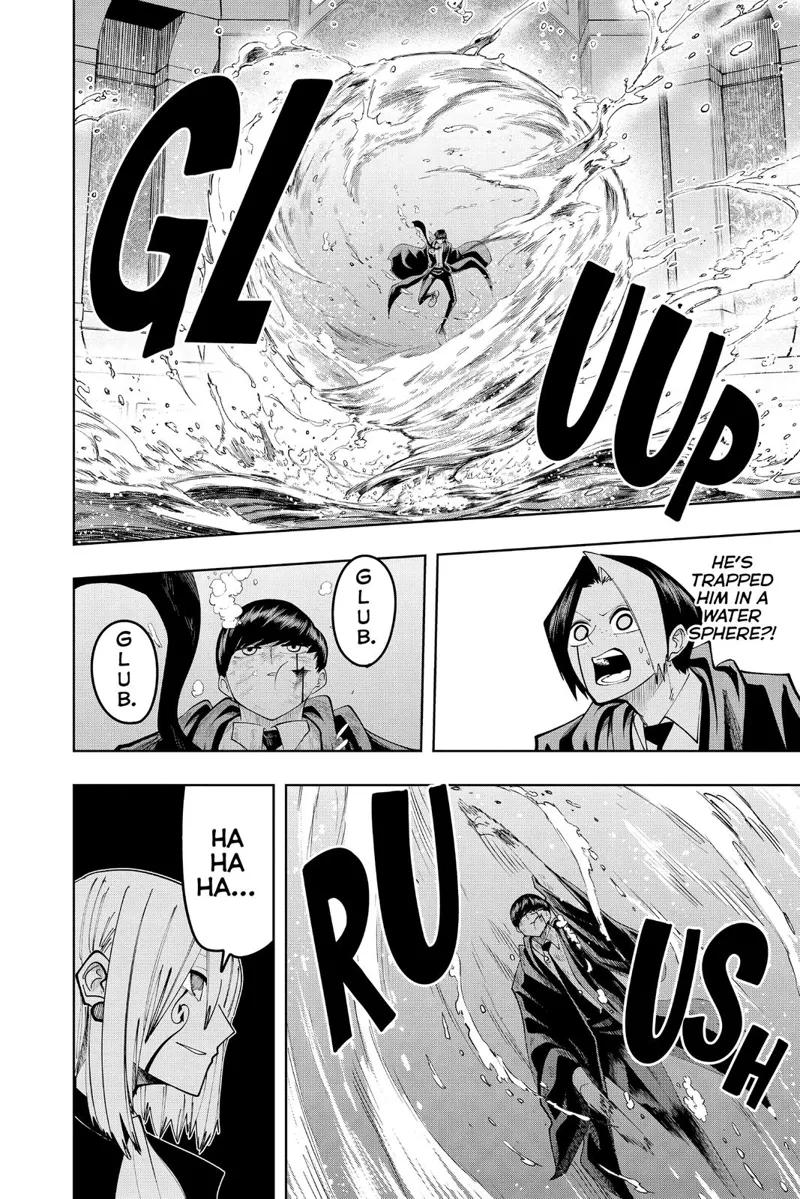 GL
UUP
HE'S
TRAPPED
HIM IN A
WATER
SPHERE?!
GLUB.
GLUB.
RU
USH
HA
HA
HA...